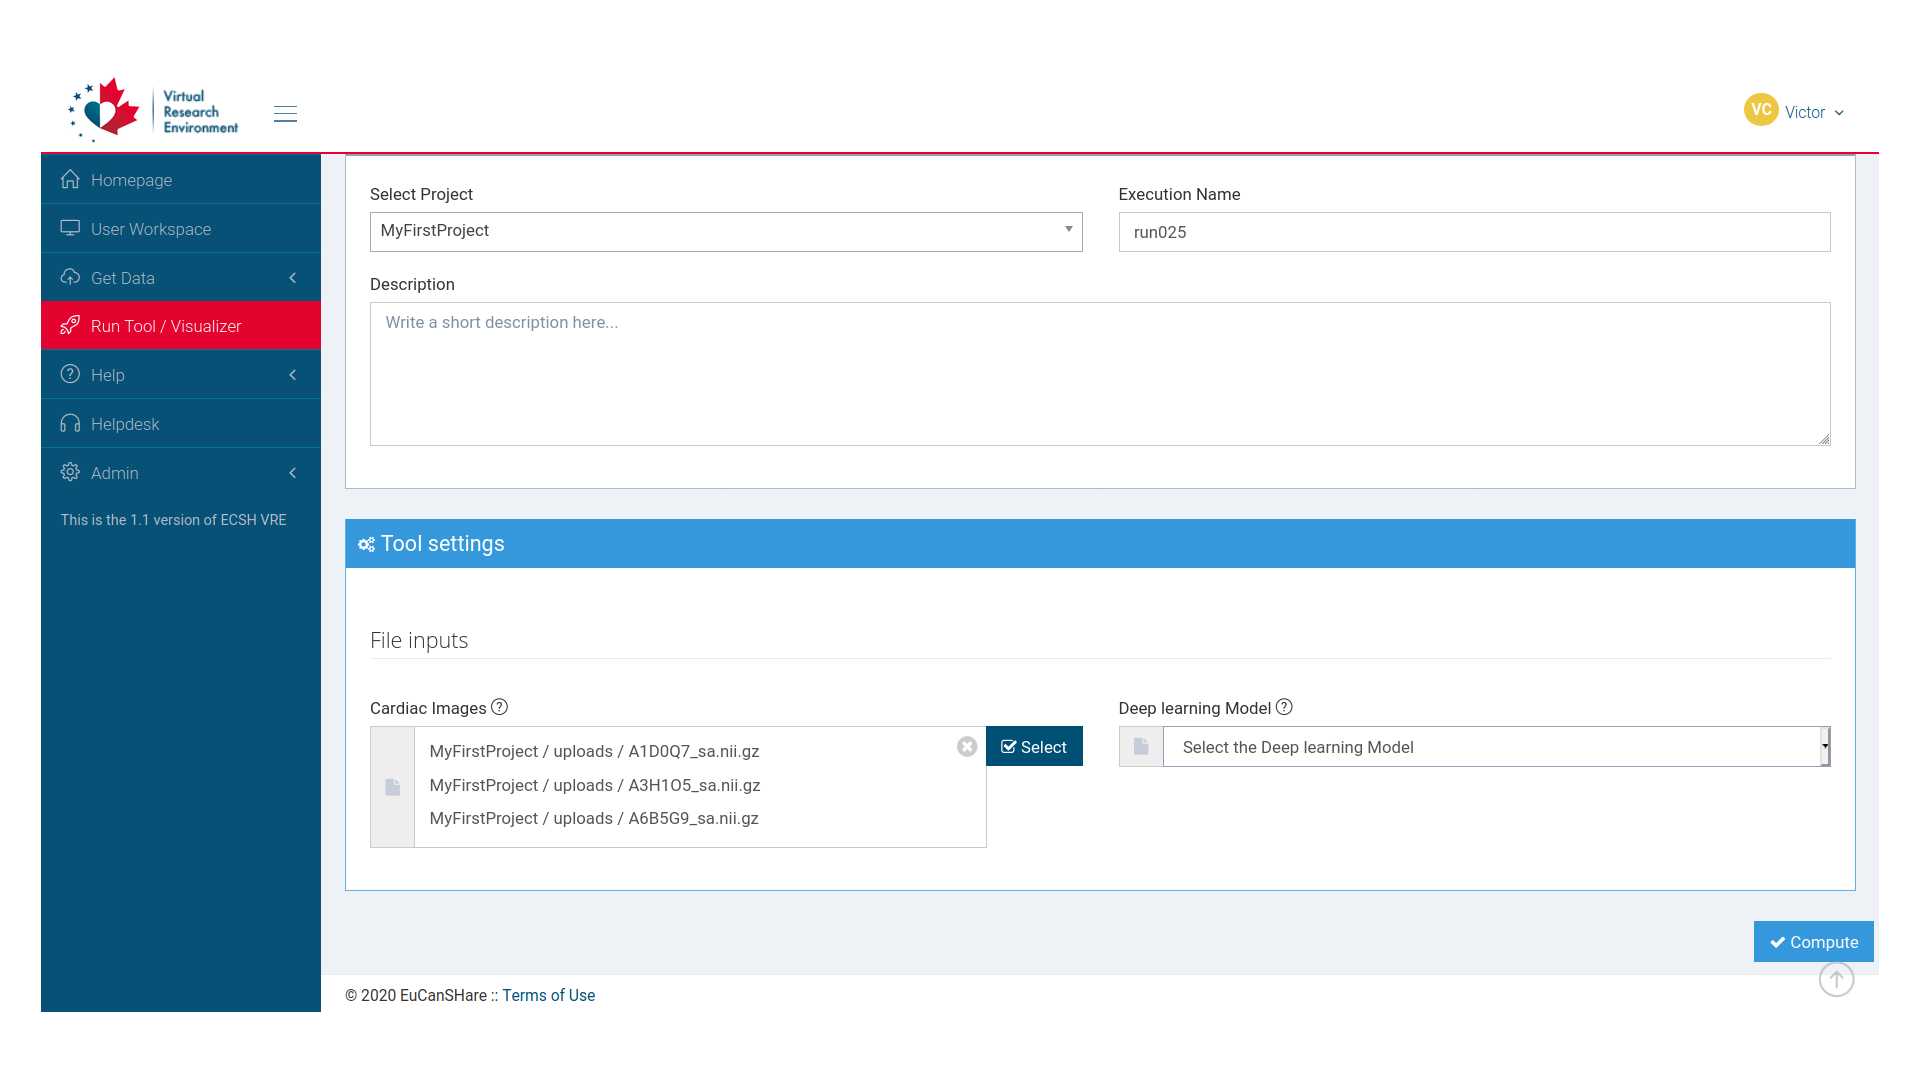 Virtual
Research
Environment
VC Victor
Homepage
User Workspace
Get Data
Run Tool / Visualizer
Help
Helpdesk
Admin
This is the 1.1 version of ECSH VRE
Select Project
MyFirstProject
Execution Name
run025
Description
Write a short description here...
Tool settings
File inputs
Cardiac Images ?
MyFirstProject / uploads / A1D0Q7_sa.nii.gz
MyFirstProject / uploads / A3H1O5_sa.nii.gz
MyFirstProject / uploads / A6B5G9_sa.nii.gz
Select
Deep learning Model ?
Select the Deep learning Model
Compute
© 2020 EuCanSHare :: Terms of Use